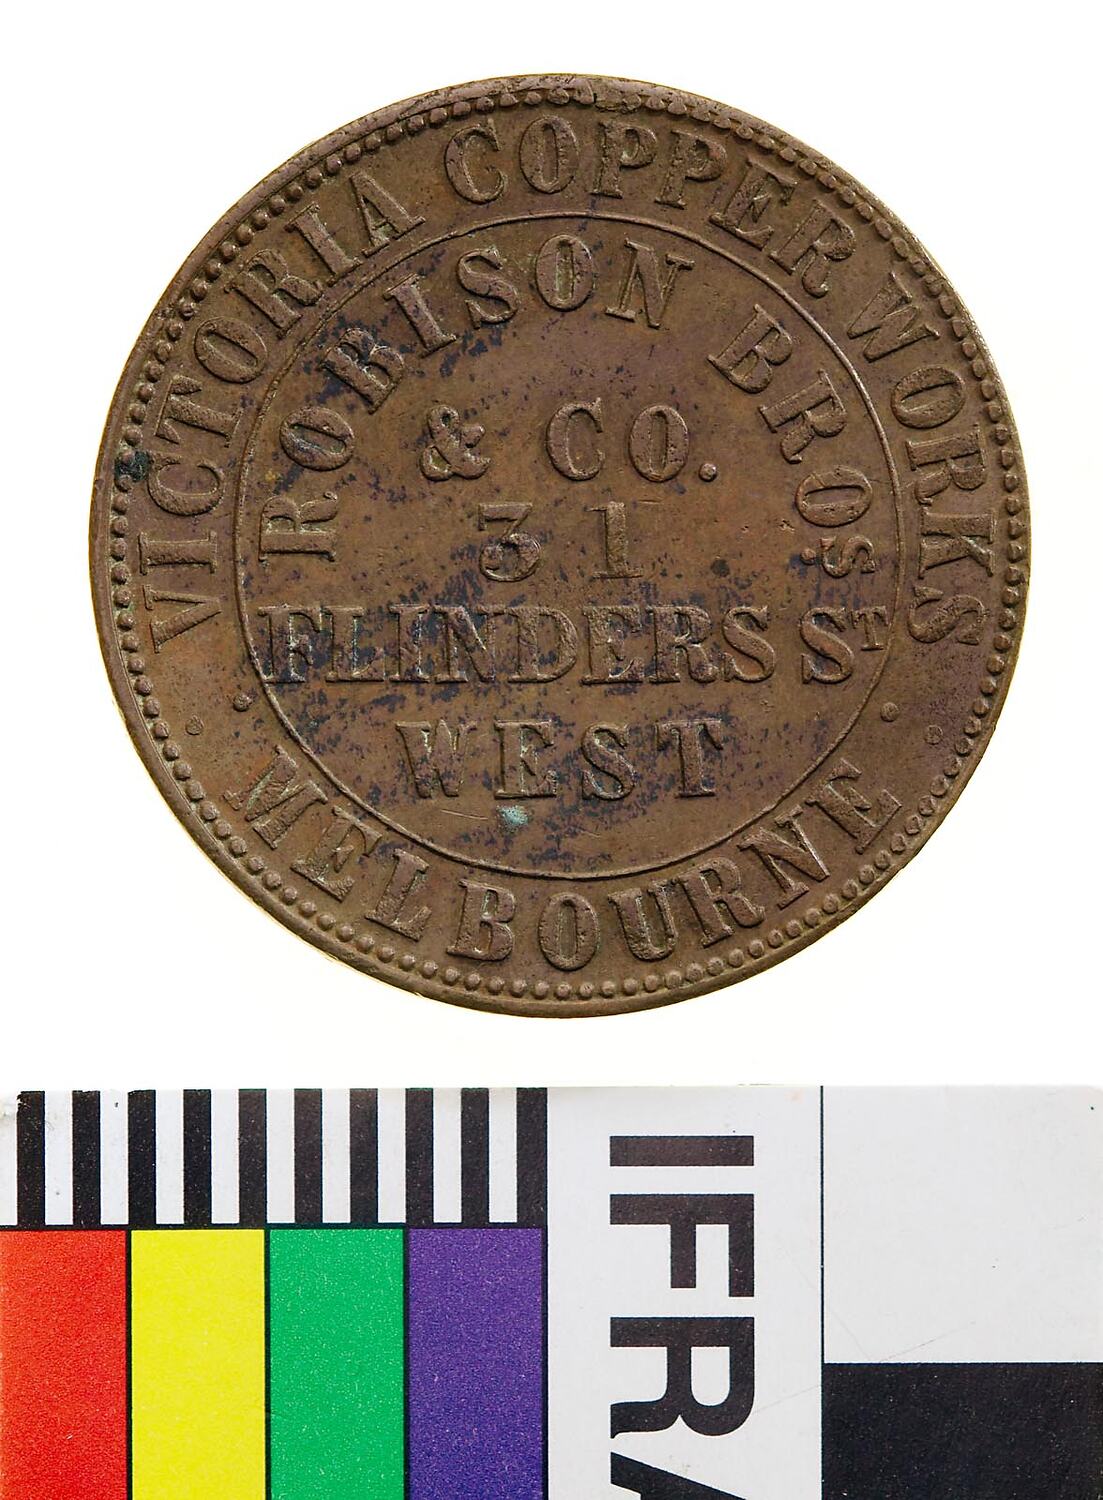 VICTORIA COPPER WORKS
ROBISON BROS.
& CO.
31
FLINDERS ST
WEST
· MELBOURNE ·
IFRA